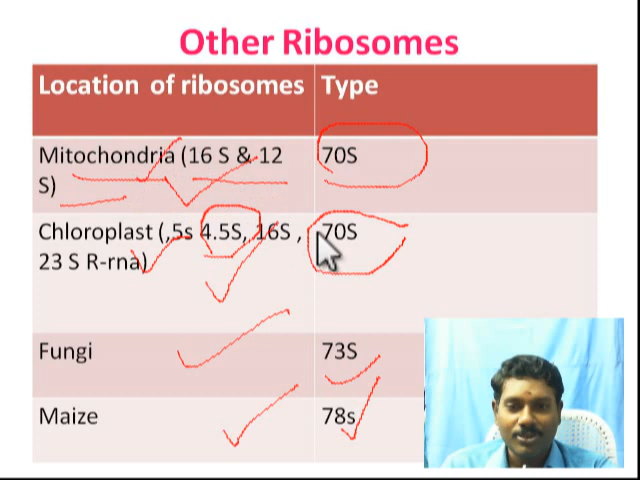 Other Ribosomes
Location of ribosomes Type
Mitochondria (16 S & 12 70S
S)
Chloroplast (,5s 4.5S, 16S , 70S
23 S R-rna)
Fungi 73S
Maize 78s